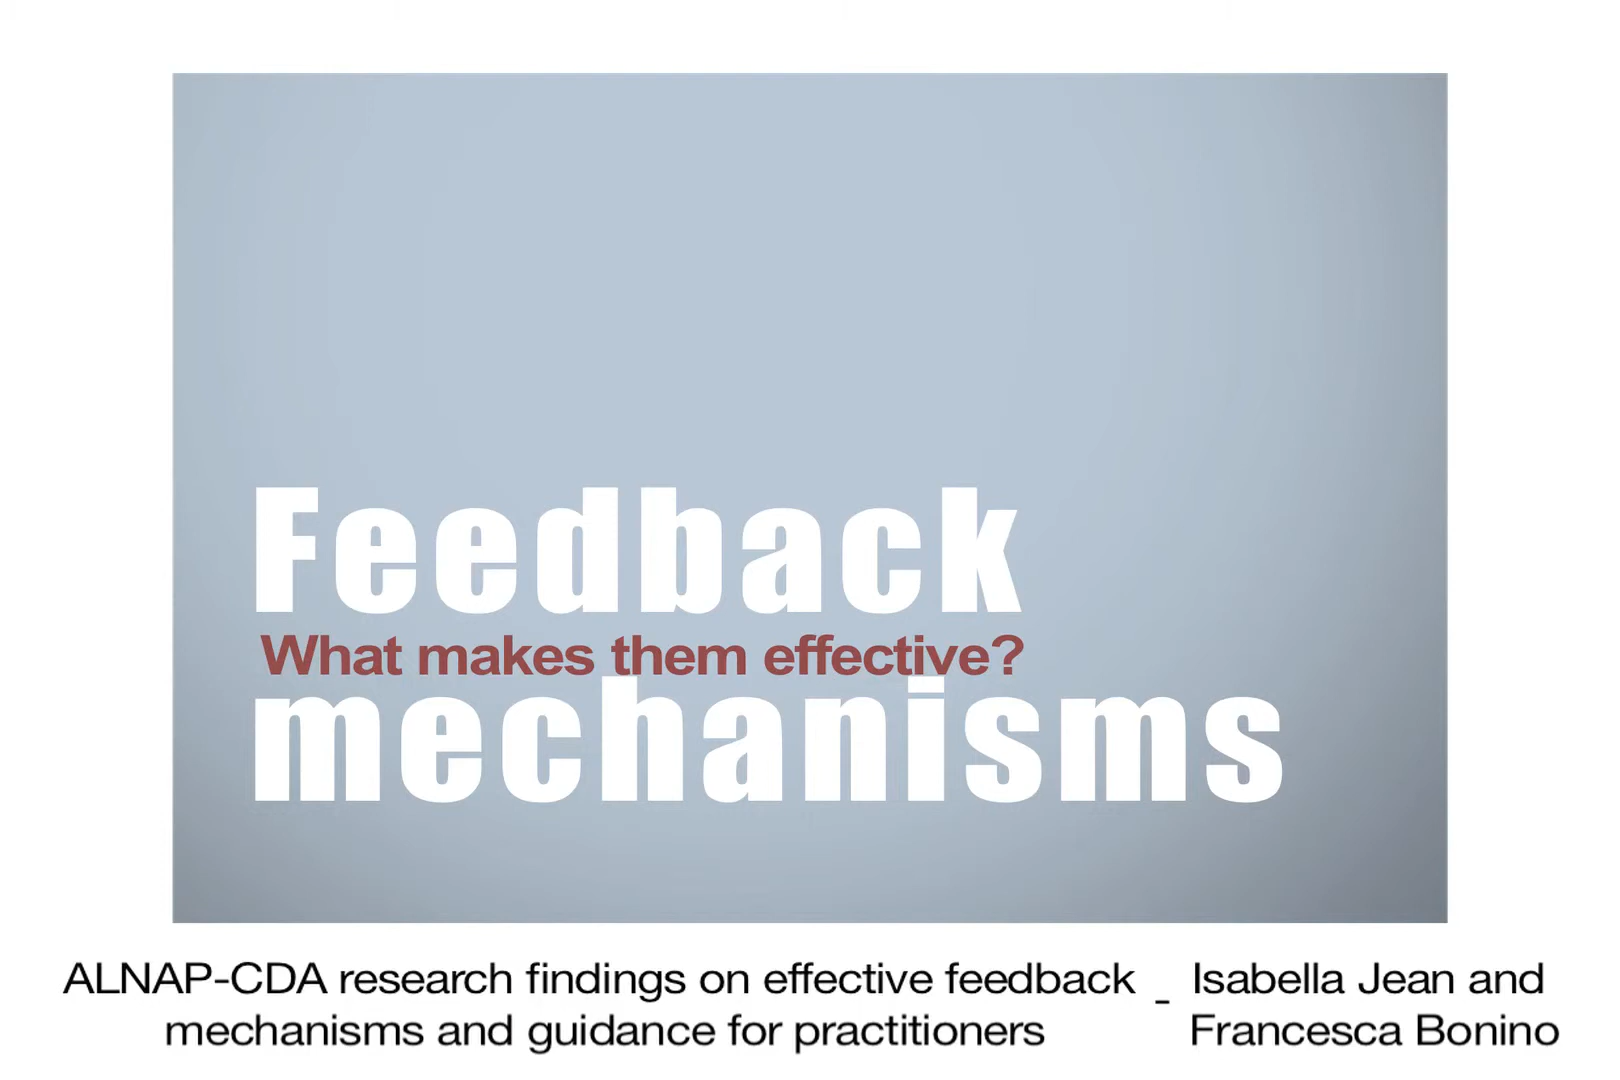 Feedback
What makes them effective?
mechanisms
ALNAP-CDA research findings on effective feedback
mechanisms and guidance for practitioners
-
Isabella Jean and
Francesca Bonino